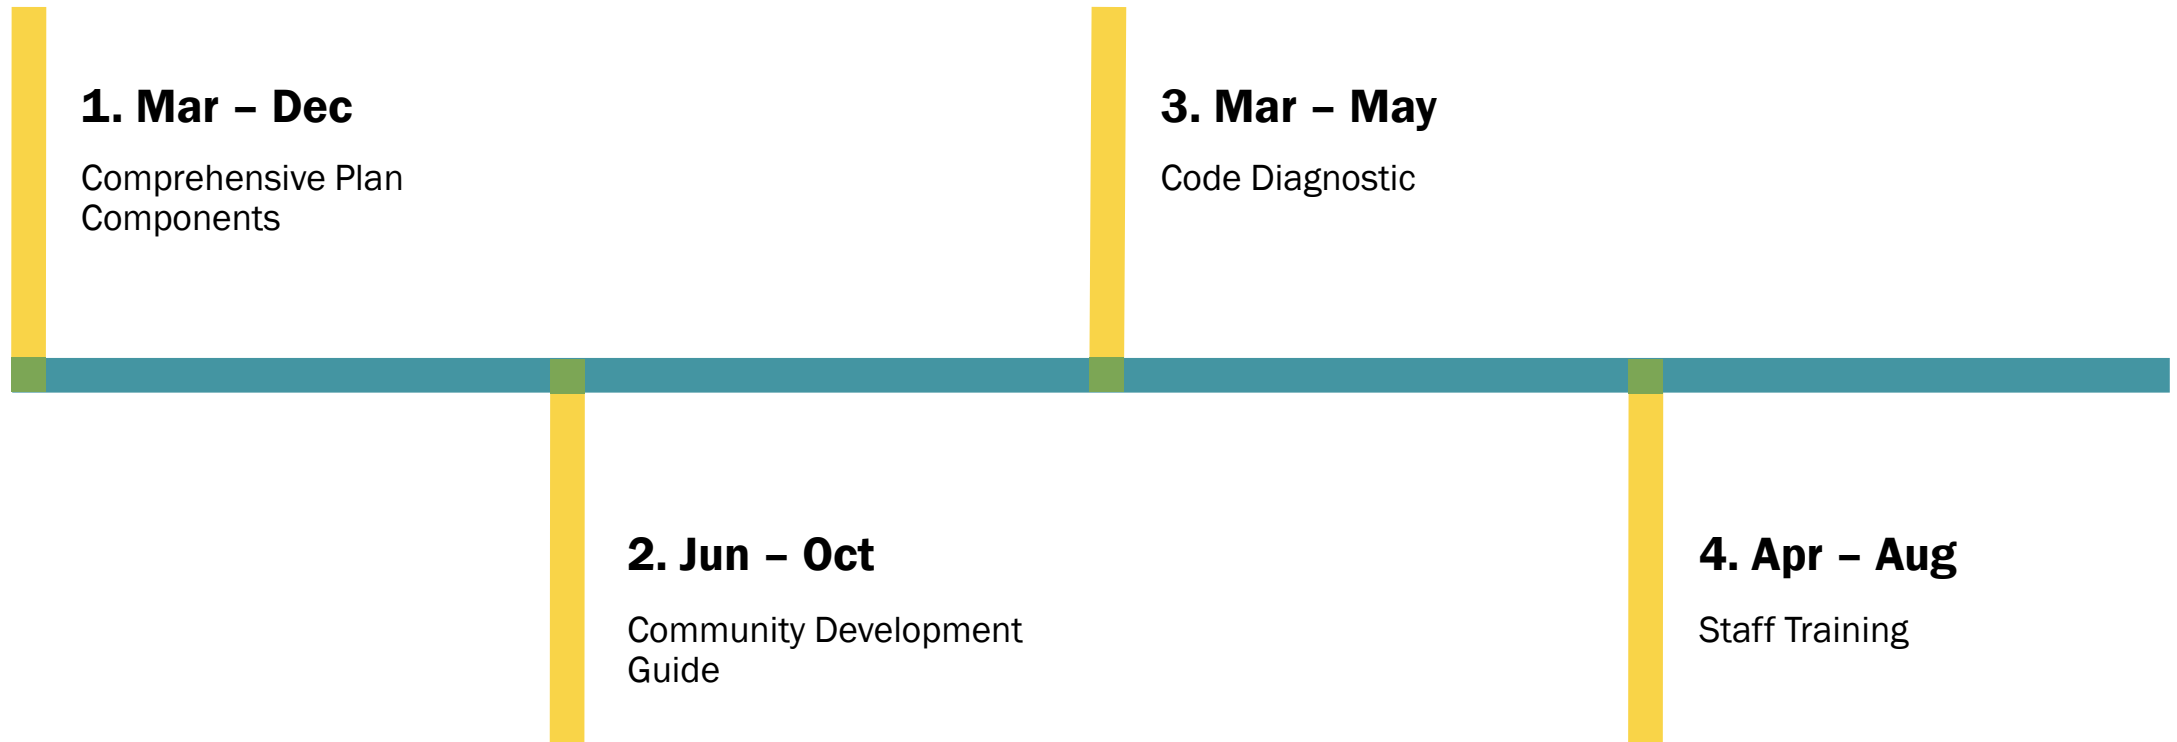 1. Mar – Dec
Comprehensive Plan
Components
2. Jun – Oct
Community Development
Guide
3. Mar – May
Code Diagnostic
4. Apr – Aug
Staff Training